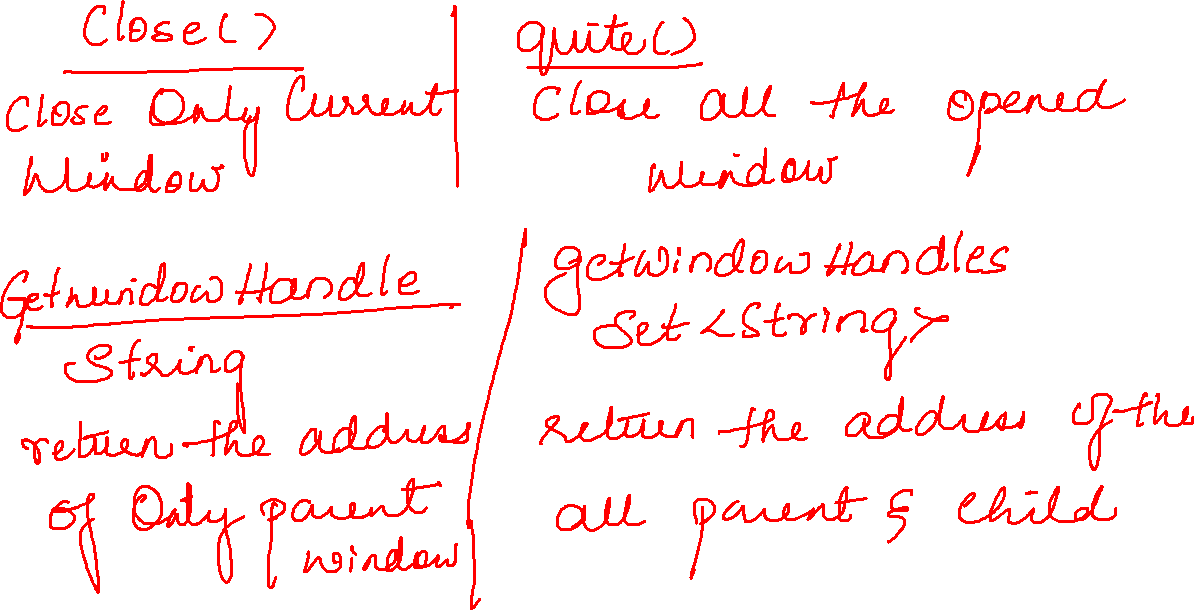 Close()
Close Only Current
Window
quite()
Close all the opened
window
GetwindowHandle
String
return the address
of Only parent
window
getwindowHandles
Set <String>
return the address of the
all parent & child